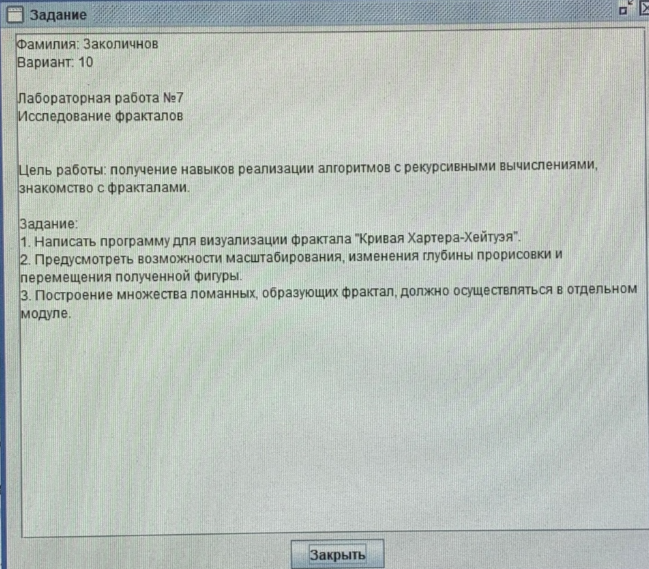 Задание
Фамилия: Заколичнов
Вариант: 10
Лабораторная работа №7
Исследование фракталов
Цель работы: получение навыков реализации алгоритмов с рекурсивными вычислениями,
знакомство с фракталами.
Задание:
1. Написать программу для визуализации фрактала "Кривая Хартера-Хейтуэя".
2. Предусмотреть возможности масштабирования, изменения глубины прорисовки и
перемещения полученной фигуры.
3. Построение множества ломанных, образующих фрактал, должно осуществляться в отдельном
модуле.
Закрыть